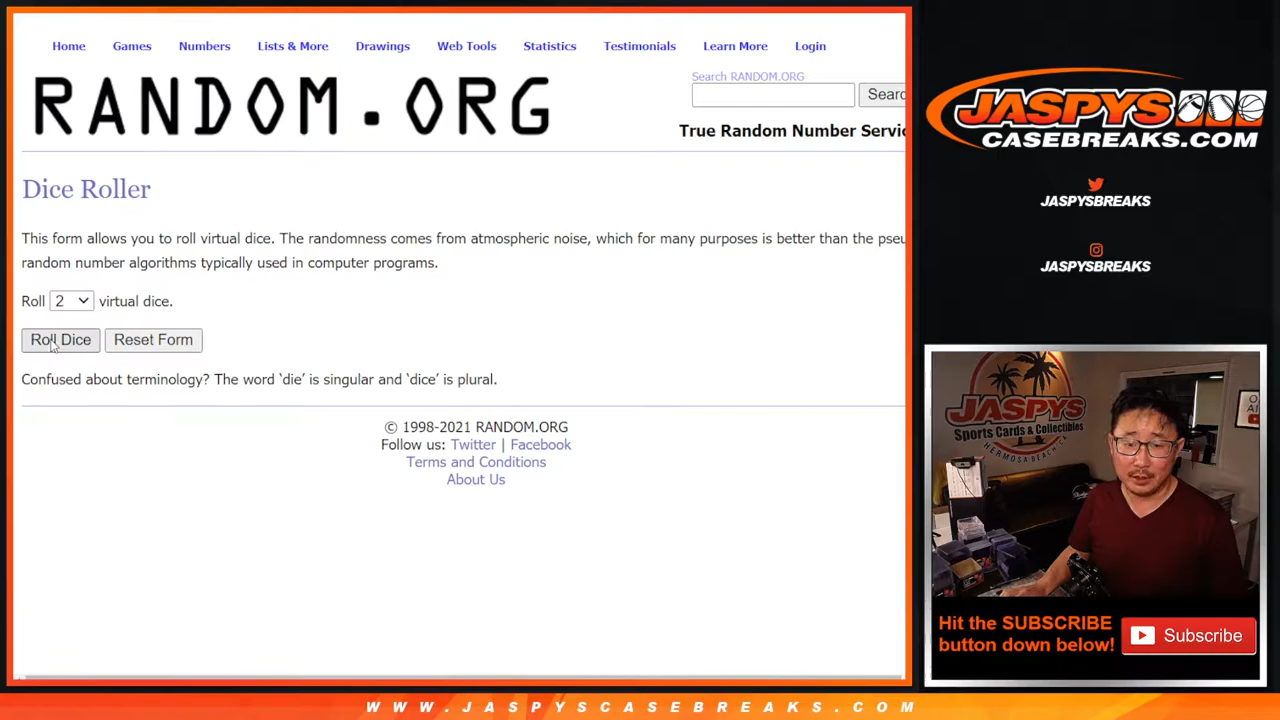 Home Games Numbers Lists & More Drawings Web Tools Statistics Testimonials Learn More Login
RANDOM.ORG
Search RANDOM.ORG
Searc
True Random Number Servic
Dice Roller
This form allows you to roll virtual dice. The randomness comes from atmospheric noise, which for many purposes is better than the pseu
random number algorithms typically used in computer programs.
Roll 2 virtual dice.
Roll Dice Reset Form
Confused about terminology? The word ‘die’ is singular and ‘dice’ is plural.
© 1998-2021 RANDOM.ORG
Follow us: Twitter | Facebook
Terms and Conditions
About Us
JASPYS
CASEBREAKS.COM
JASPYSBREAKS
JASPYSBREAKS
JASPYS
Sports Cards & Collectibles
HERMOSA BEACH, CA
Hit the SUBSCRIBE
button down below!
Subscribe
WWW.JASPYSCASEBREAKS.COM